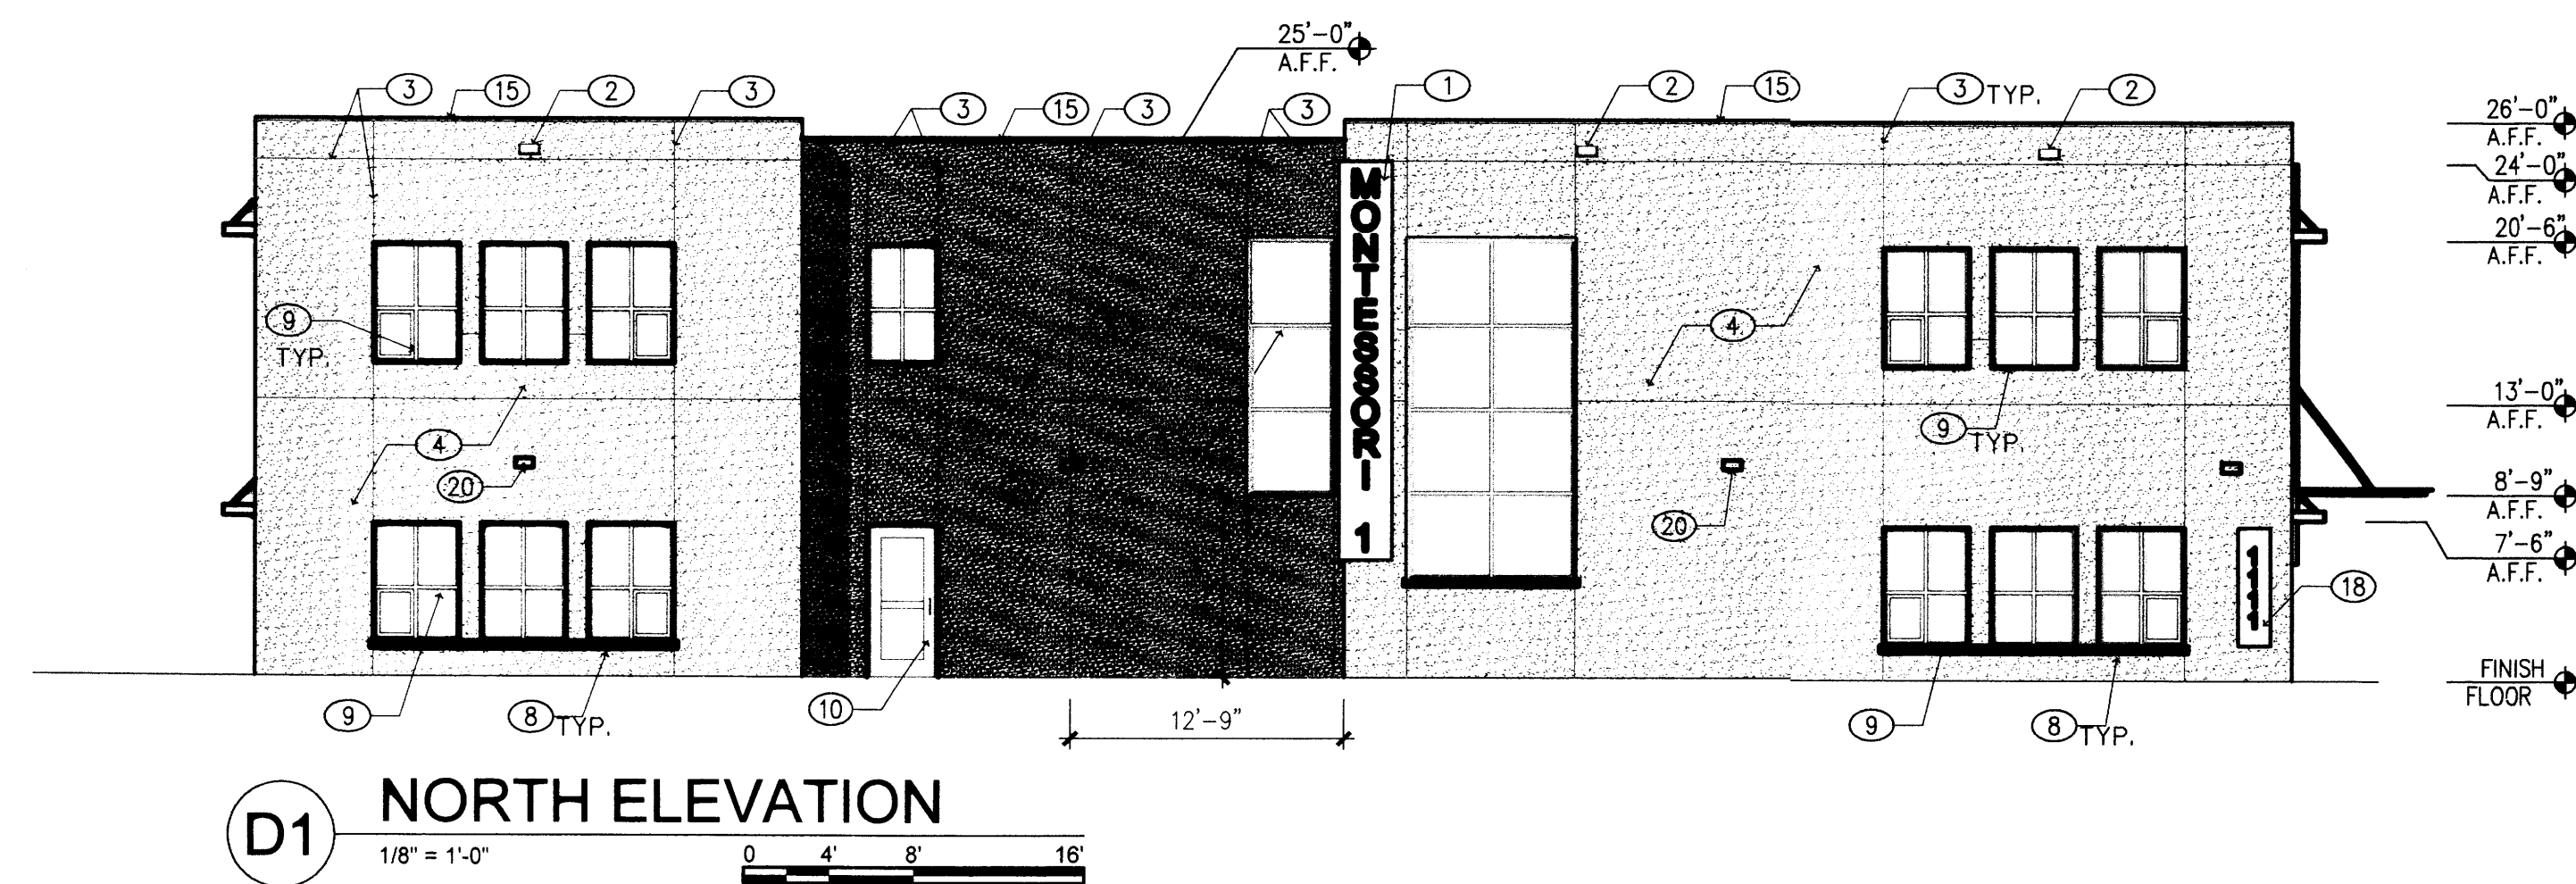 25'-0"
A.F.F.
3 15 2 3
3 15 3 3
1
2 15 3 TYP. 2
26'-0"
A.F.F.
24'-0"
A.F.F.
20'-6"
A.F.F.
13'-0"
A.F.F.
8'-9"
A.F.F.
7'-6"
A.F.F.
FINISH
FLOOR
MONTESSORI 1
9
TYP.
4
4
9 TYP.
4
20
20
18
9
8 TYP.
10
12'-9"
9
8 TYP.
D1
NORTH ELEVATION
1/8" = 1'-0"
0 4' 8' 16'